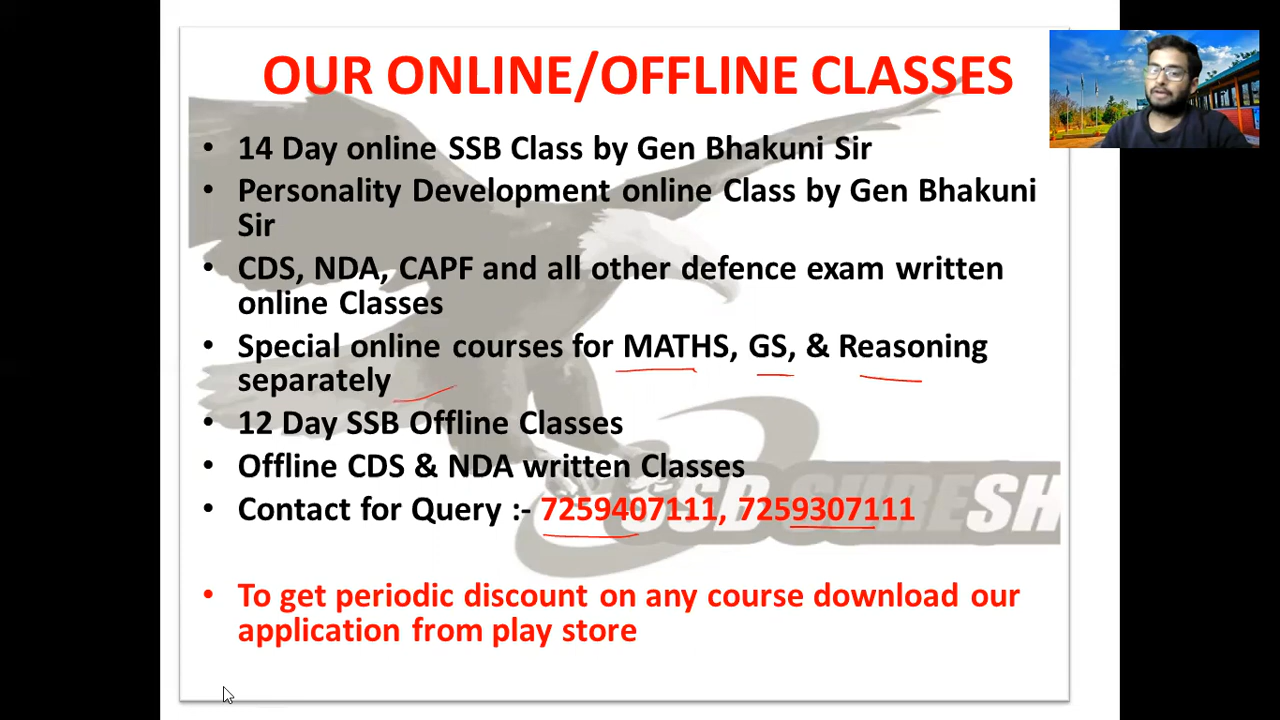 OUR ONLINE/OFFLINE CLASSES
• 14 Day online SSB Class by Gen Bhakuni Sir
• Personality Development online Class by Gen Bhakuni
Sir
• CDS, NDA, CAPF and all other defence exam written
online Classes
• Special online courses for MATHS, GS, & Reasoning
separately
• 12 Day SSB Offline Classes
• Offline CDS & NDA written Classes
• Contact for Query :- 7259407111, 7259307111
SSB SURESH
• To get periodic discount on any course download our
application from play store